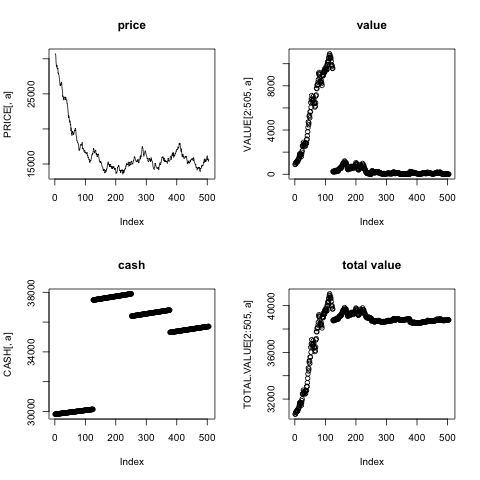 price
PRICE[, a]
15000
25000
0
100
200
300
400
500
Index
value
VALUE[2:505, a]
0
4000
8000
0
100
200
300
400
500
Index
cash
CASH[, a]
30000
34000
38000
0
100
200
300
400
500
Index
total value
TOTAL.VALUE[2:505, a]
32000
36000
40000
0
100
200
300
400
500
Index